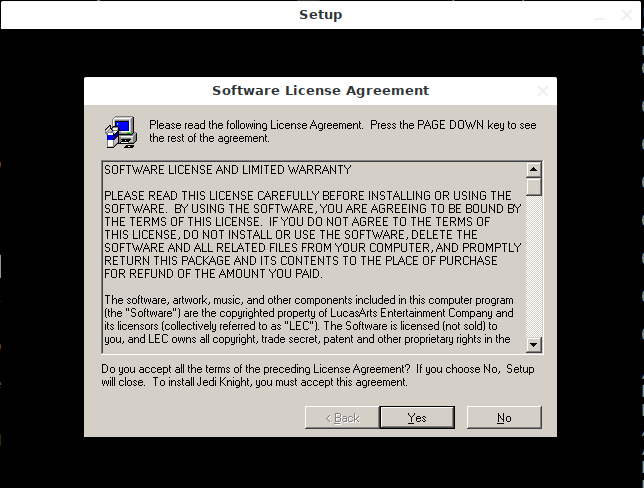 Setup
Software License Agreement
Please read the following License Agreement. Press the PAGE DOWN key to see
the rest of the agreement.
SOFTWARE LICENSE AND LIMITED WARRANTY
PLEASE READ THIS LICENSE CAREFULLY BEFORE INSTALLING OR USING THE
SOFTWARE. BY USING THE SOFTWARE, YOU ARE AGREEING TO BE BOUND BY
THE TERMS OF THIS LICENSE. IF YOU DO NOT AGREE TO THE TERMS OF
THIS LICENSE, DO NOT INSTALL OR USE THE SOFTWARE, DELETE THE
SOFTWARE AND ALL RELATED FILES FROM YOUR COMPUTER, AND PROMPTLY
RETURN THIS PACKAGE AND ITS CONTENTS TO THE PLACE OF PURCHASE
FOR REFUND OF THE AMOUNT YOU PAID.
The software, artwork, music, and other components included in this computer program
(the "Software") are the copyrighted property of LucasArts Entertainment Company and
its licensors (collectively referred to as "LEC"). The Software is licensed (not sold) to
you, and LEC owns all copyright, trade secret, patent and other proprietary rights in the
Do you accept all the terms of the preceding License Agreement? If you choose No, Setup
will close. To install Jedi Knight, you must accept this agreement.
< Back
Yes
No